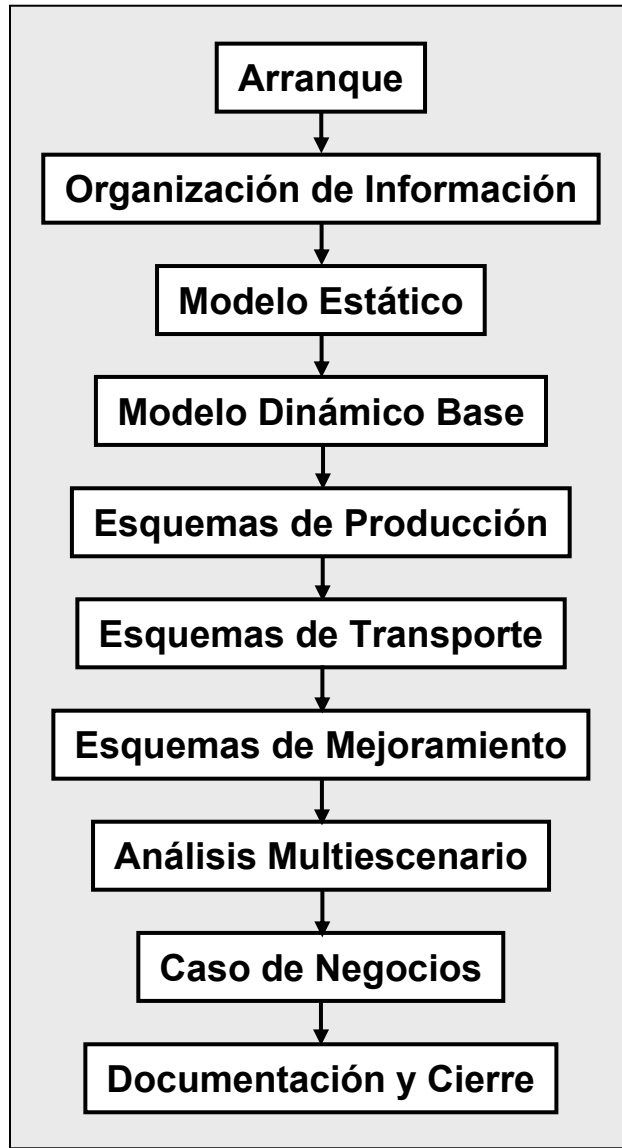 Arranque
Organización de Información
Modelo Estático
Modelo Dinámico Base
Esquemas de Producción
Esquemas de Transporte
Esquemas de Mejoramiento
Análisis Multiescenario
Caso de Negocios
Documentación y Cierre